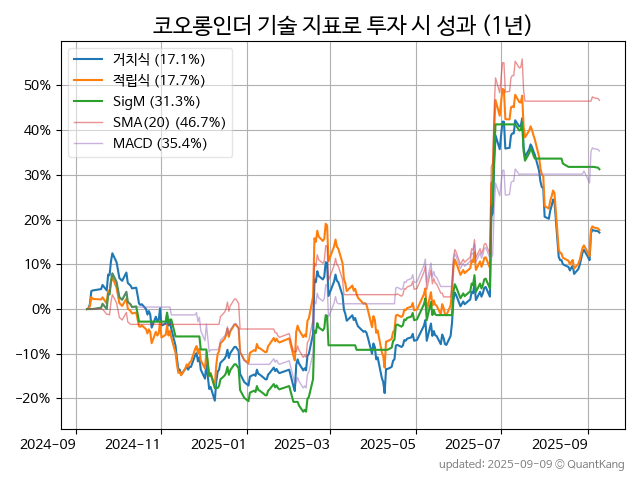 코오롱인더 기술 지표로 투자 시 성과 (1년)
거치식 (17.1%)
적립식 (17.7%)
SigM (31.3%)
SMA(20) (46.7%)
MACD (35.4%)
50%
40%
30%
20%
10%
0%
−10%
−20%
2024-09 2024-11 2025-01 2025-03 2025-05 2025-07 2025-09
updated: 2025-09-09 © QuantKang